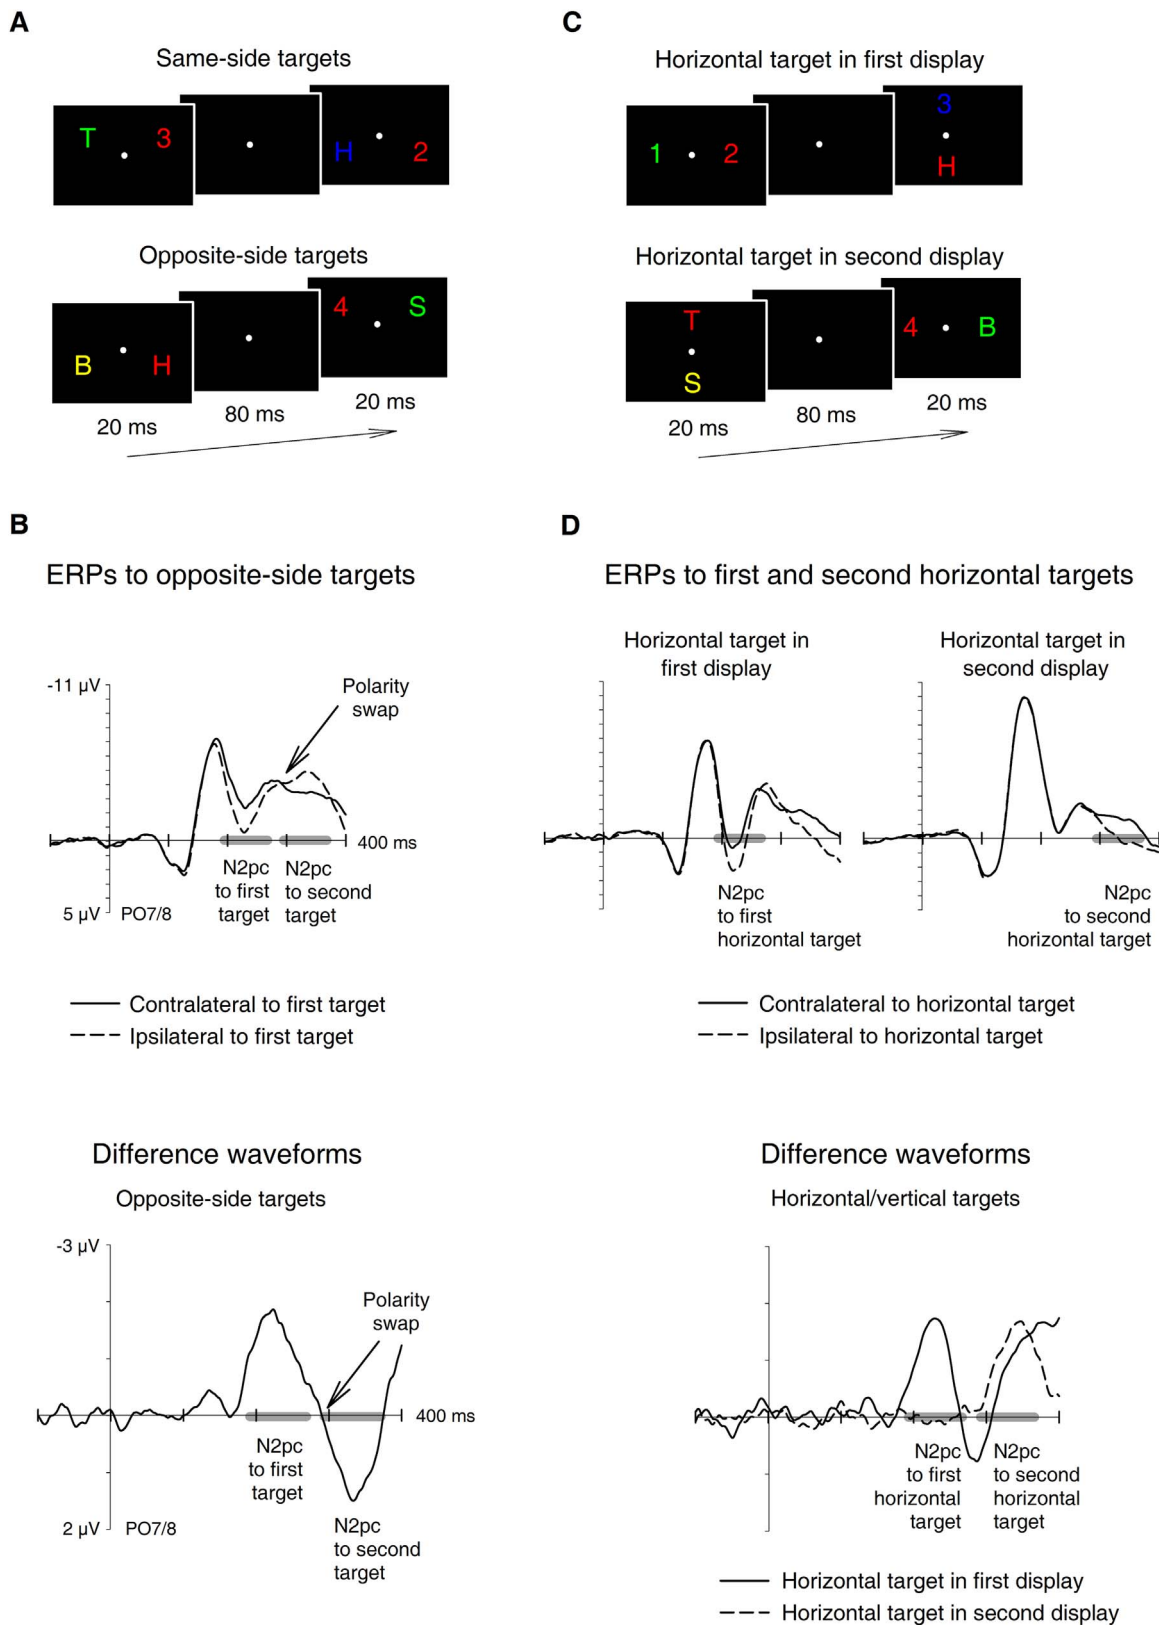 A
Same-side targets
T 3
H 2
Opposite-side targets
B H
4 S
20 ms
80 ms
20 ms
B
ERPs to opposite-side targets
-11 µV
Polarity
swap
400 ms
N2pc
to first
target
N2pc
to second
target
5 µV PO7/8
Contralateral to first target
Ipsilateral to first target
Difference waveforms
Opposite-side targets
-3 µV
Polarity
swap
400 ms
N2pc
to first
target
2 µV PO7/8
N2pc
to second
target
C
Horizontal target in first display
1 2
3
H
Horizontal target in second display
T
S
4 B
20 ms
80 ms
20 ms
D
ERPs to first and second horizontal targets
Horizontal target in
first display
Horizontal target in
second display
N2pc
to first
horizontal target
N2pc
to second
horizontal target
Contralateral to horizontal target
Ipsilateral to horizontal target
Difference waveforms
Horizontal/vertical targets
N2pc
to first
horizontal
target
N2pc
to second
horizontal
target
Horizontal target in first display
Horizontal target in second display